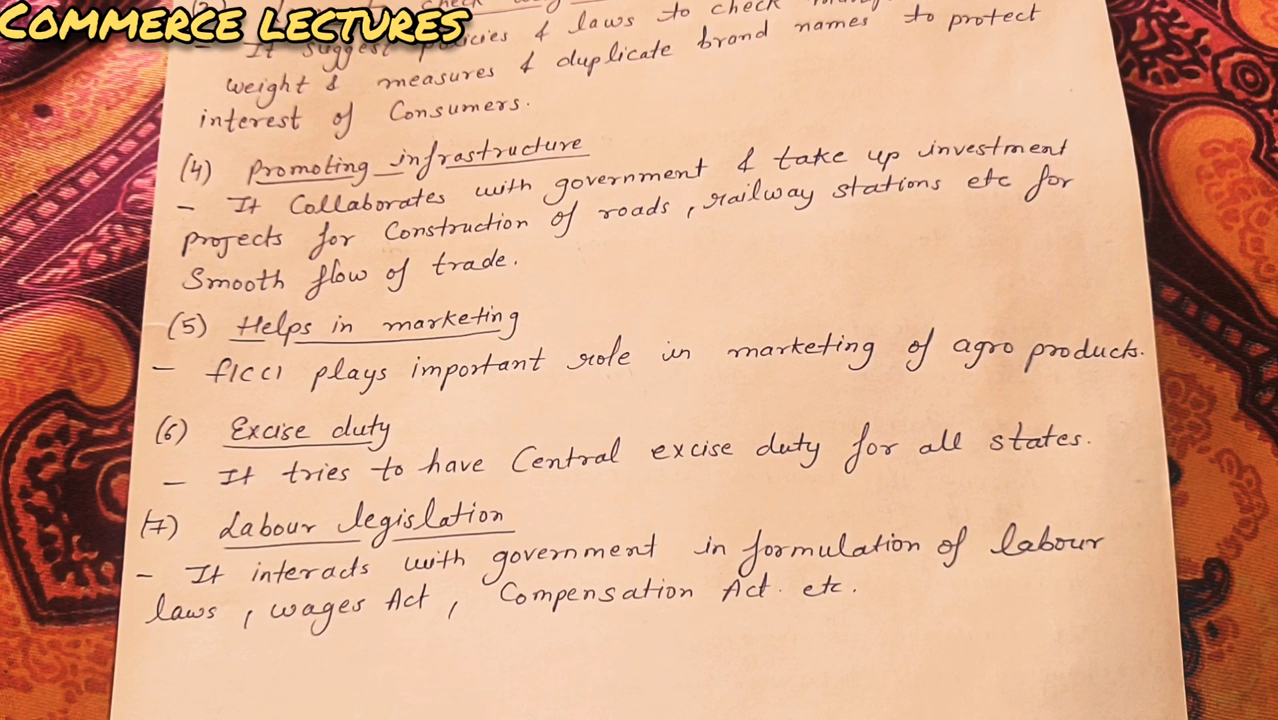 COMMERCE LECTURES
check
- It suggest policies & laws to check
weight & measures & duplicate brand names to protect
interest of Consumers.
(4) Promoting infrastructure
- It Collaborates with government & take up investment
projects for Construction of roads, railway stations etc for
Smooth flow of trade.
(5) Helps in marketing
- FICCI plays important role in marketing of agro products.
(6) Excise duty
- It tries to have Central excise duty for all states.
(7) Labour legislation
- It interacts with government in formulation of labour
laws, wages Act, Compensation Act. etc.